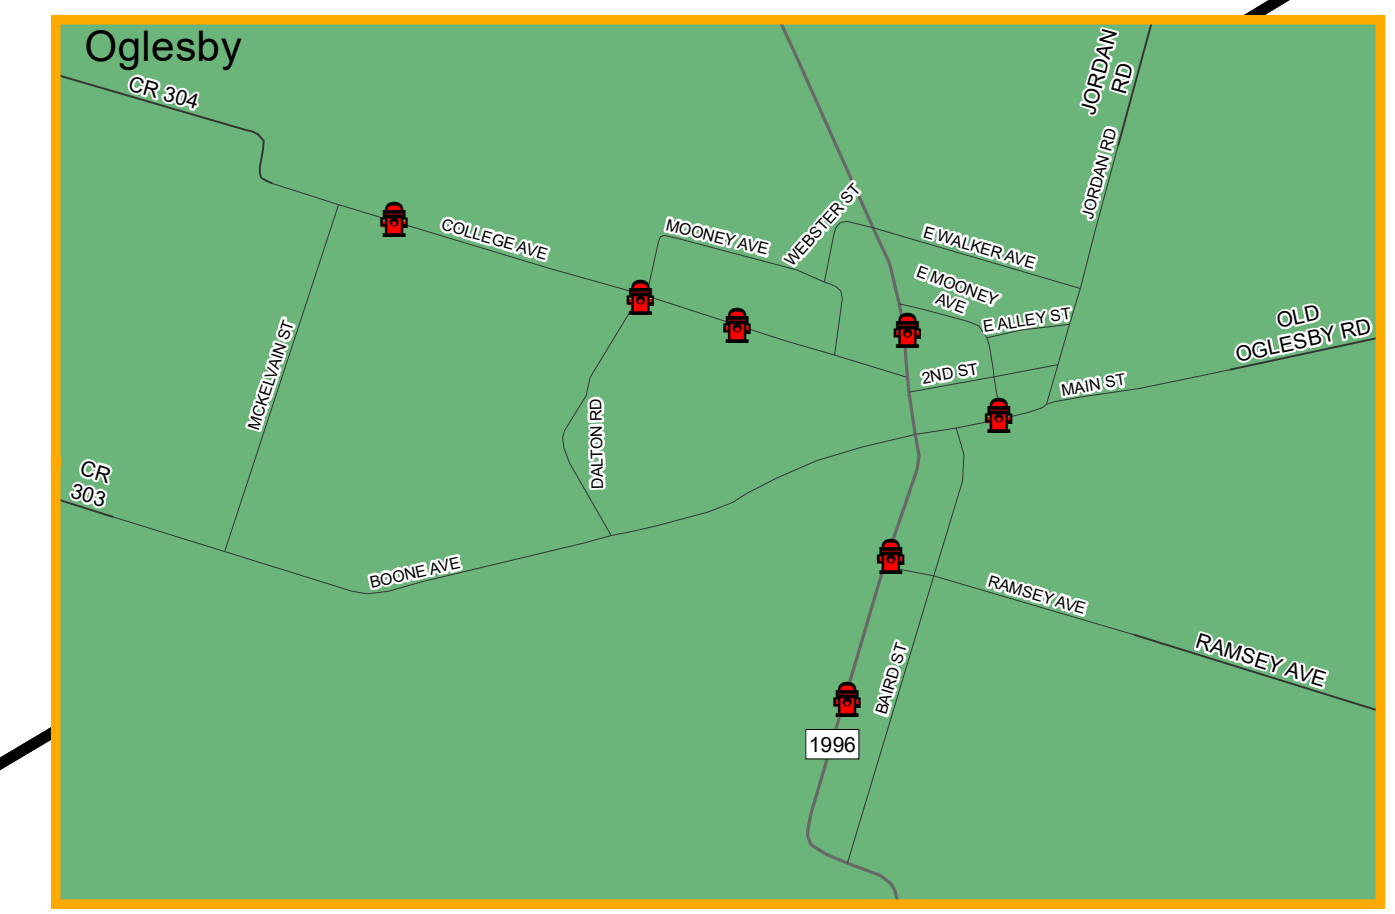 Oglesby
CR 304
JORDAN
RD
JORDAN RD
COLLEGE AVE
MOONEY AVE
WEBSTER ST
E WALKER AVE
E MOONEY
AVE
E ALLEY ST
OLD
OGLESBY RD
2ND ST
MAIN ST
MCKELVAIN ST
DALTON RD
CR
303
BOONE AVE
RAMSEY AVE
RAMSEY AVE
BAIRD ST
1996